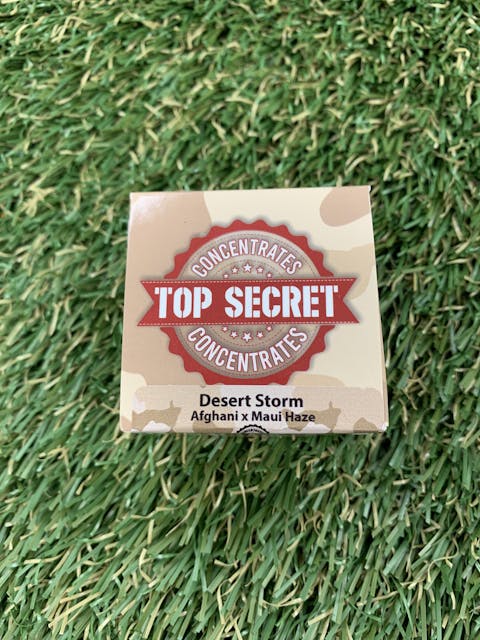 CONCENTRATES
TOP SECRET
CONCENTRATES
Desert Storm
Afghani x Maui Haze